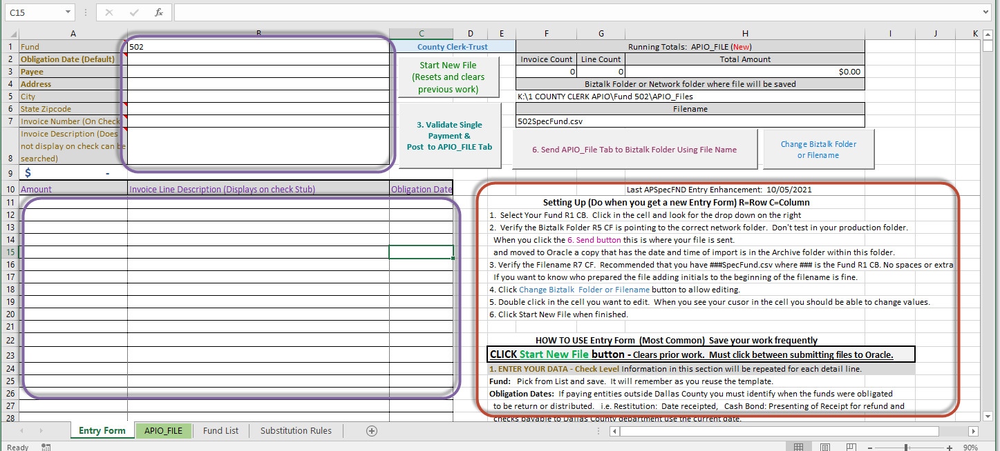 C15
fx
A B C D E F G H I J K
1 Fund 502 County Clerk-Trust Running Totals: APIO_FILE (New)
2 Obligation Date (Default) Invoice Count Line Count Total Amount
3 Payee 0 0 $0.00
4 Address Biztalk Folder or Network folder where file will be saved
5 City K:\1 COUNTY CLERK APIO\Fund 502\APIO_Files
6 State Zipcode Filename
7 Invoice Number (On Check 502SpecFund.csv
Invoice Description (Does
not display on check can be
8 searched)
Start New File
(Resets and clears
previous work)
3. Validate Single
Payment &
Post to APIO_FILE Tab
6. Send APIO_File Tab to Biztalk Folder Using File Name
Change Biztalk Folder
or Filename
9 $ -
10 Amount Invoice Line Description (Displays on check Stub) Obligation Date Last APSpecFND Entry Enhancement: 10/05/2021
11 Setting Up (Do when you get a new Entry Form) R=Row C=Column
12 1. Select Your Fund R1 CB. Click in the cell and look for the drop down on the right
13 2. Verify the Biztalk Folder R5 CF is pointing to the correct network folder. Don't test in your production folder.
14 When you click the 6. Send button this is where your file is sent.
15 and moved to Oracle a copy that has the date and time of import is in the Archive folder within this folder.
16 3. Verify the Filename R7 CF. Recommended that you have ###SpecFund.csv where ### is the Fund R1 CB. No spaces or extra
17 If you want to know who prepared the file adding initials to the beginning of the filename is fine.
18 4. Click Change Biztalk Folder or Filename button to allow editing.
19 5. Double click in the cell you want to edit. When you see your cusor in the cell you should be able to change values.
20 6. Click Start New File when finished.
21
22 HOW TO USE Entry Form (Most Common) Save your work frequently
23 CLICK Start New File button - Clears prior work. Must click between submitting files to Oracle.
24 1. ENTER YOUR DATA - Check Level Information in this section will be repeated for each detail line.
25 Fund: Pick from List and save. It will remember as you reuse the template.
26 Obligation Dates: If paying entities outside Dallas County you must identify when the funds were obligated
27 to be return or distributed. i.e. Restitution: Date receipted, Cash Bond: Presenting of Receipt for refund and
28 checks payable to Dallas County department use the current date.
Entry Form APIO_FILE Fund List Substitution Rules
Ready 90%